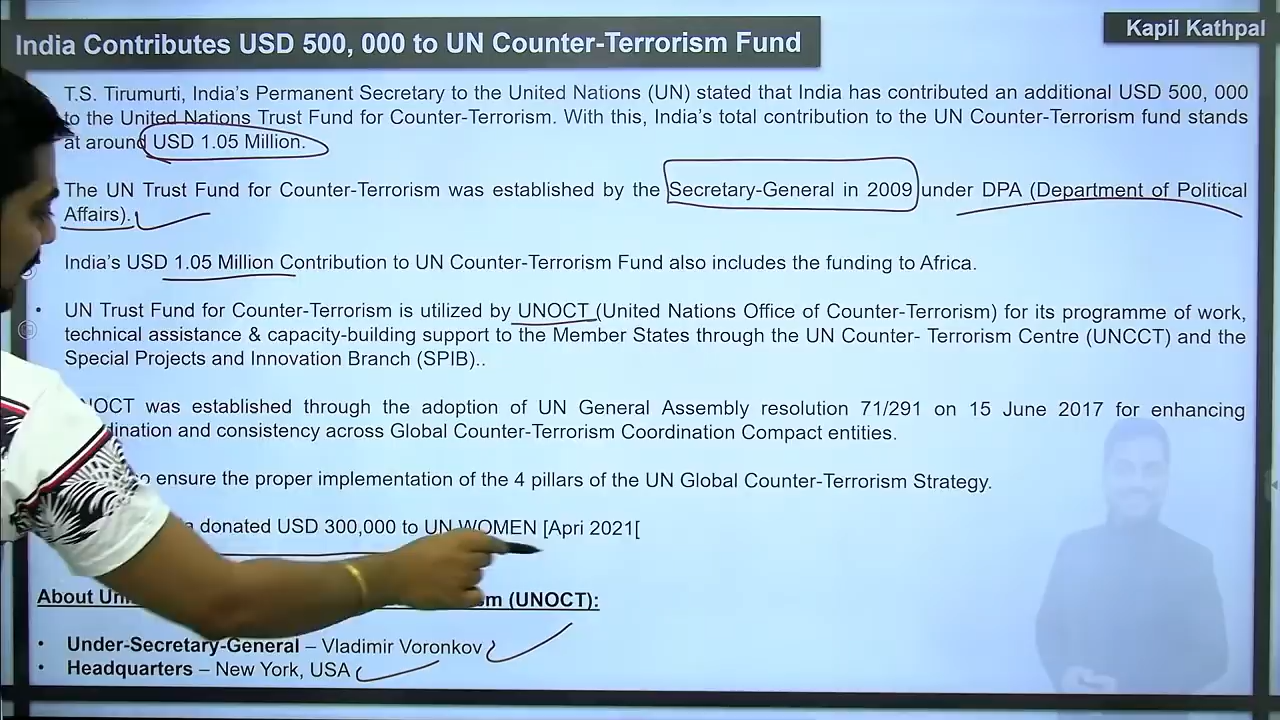 India Contributes USD 500, 000 to UN Counter-Terrorism Fund
Kapil Kathpal
T.S. Tirumurti, India's Permanent Secretary to the United Nations (UN) stated that India has contributed an additional USD 500, 000
to the United Nations Trust Fund for Counter-Terrorism. With this, India's total contribution to the UN Counter-Terrorism fund stands
at around USD 1.05 Million.
The UN Trust Fund for Counter-Terrorism was established by the Secretary-General in 2009 under DPA (Department of Political
Affairs).
India's USD 1.05 Million Contribution to UN Counter-Terrorism Fund also includes the funding to Africa.
• UN Trust Fund for Counter-Terrorism is utilized by UNOCT (United Nations Office of Counter-Terrorism) for its programme of work,
technical assistance & capacity-building support to the Member States through the UN Counter- Terrorism Centre (UNCCT) and the
Special Projects and Innovation Branch (SPIB)..
NOCT was established through the adoption of UN General Assembly resolution 71/291 on 15 June 2017 for enhancing
dination and consistency across Global Counter-Terrorism Coordination Compact entities.
o ensure the proper implementation of the 4 pillars of the UN Global Counter-Terrorism Strategy.
donated USD 300,000 to UN WOMEN [Apri 2021[
About Un sm (UNOCT):
• Under-Secretary-General – Vladimir Voronkov
• Headquarters – New York, USA